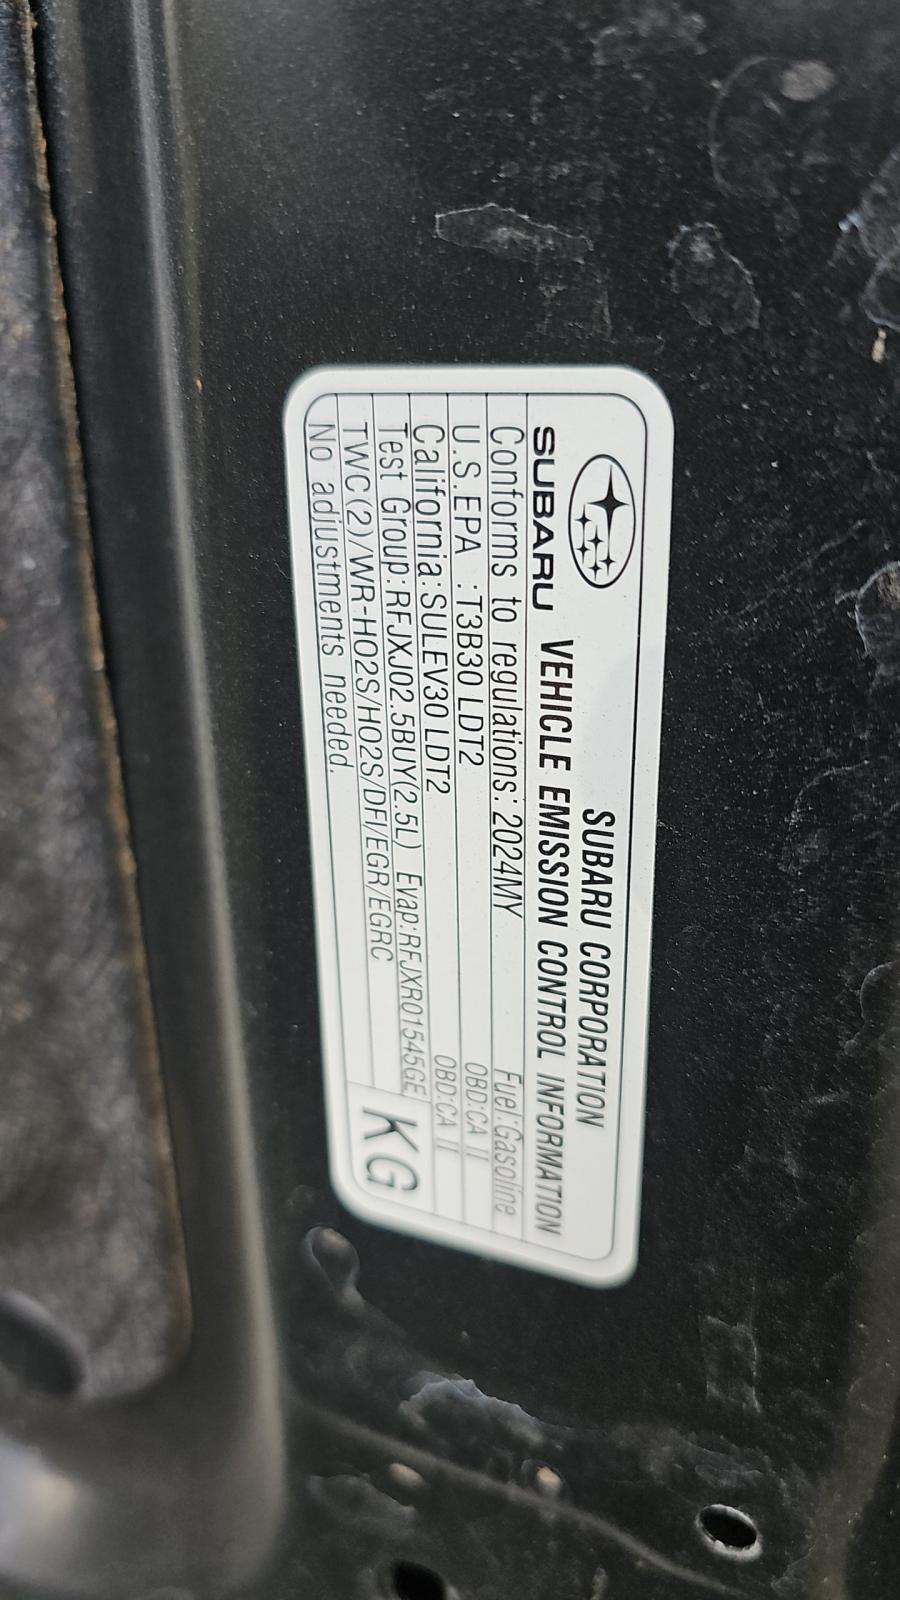 SUBARU CORPORATION
SUBARU VEHICLE EMISSION CONTROL INFORMATION
Conforms to regulations: 2024MY Fuel:Gasoline
U.S.EPA :T3B30 LDT2 OBD:CA II
California:SULEV30 LDT2 OBD:CA II
Test Group:RFJXJ02.5BUY(2.5L) Evap:RFJXR01545GE
TWC(2)/WR-HO2S/HO2S/DFI/EGR/EGRC
No adjustments needed.
KG